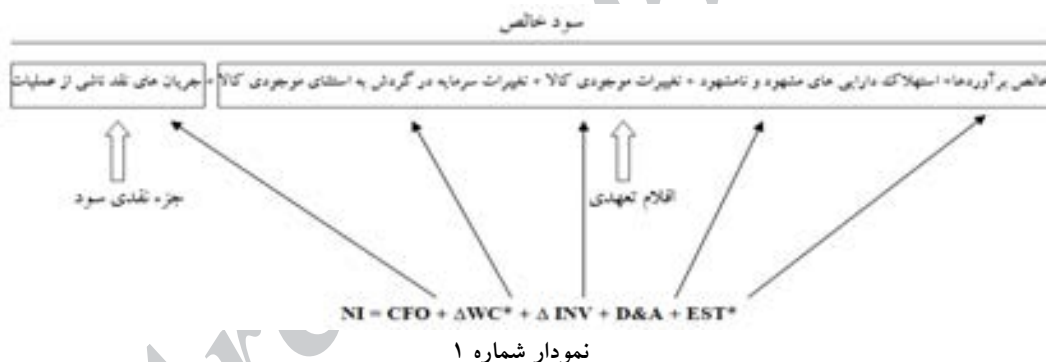 سود خالص
خالص برآوردها+ استهلاک دارایی های مشهود و نامشهود + تغییرات موجودی کالا + تغییرات سرمایه در گردش به استثنای موجودی کالا + جریان های نقد ناشی از عملیات
جزء نقدی سود
اقلام تعهدی
NI = CFO + ΔWC* + Δ INV + D&A + EST*
نمودار شماره ۱